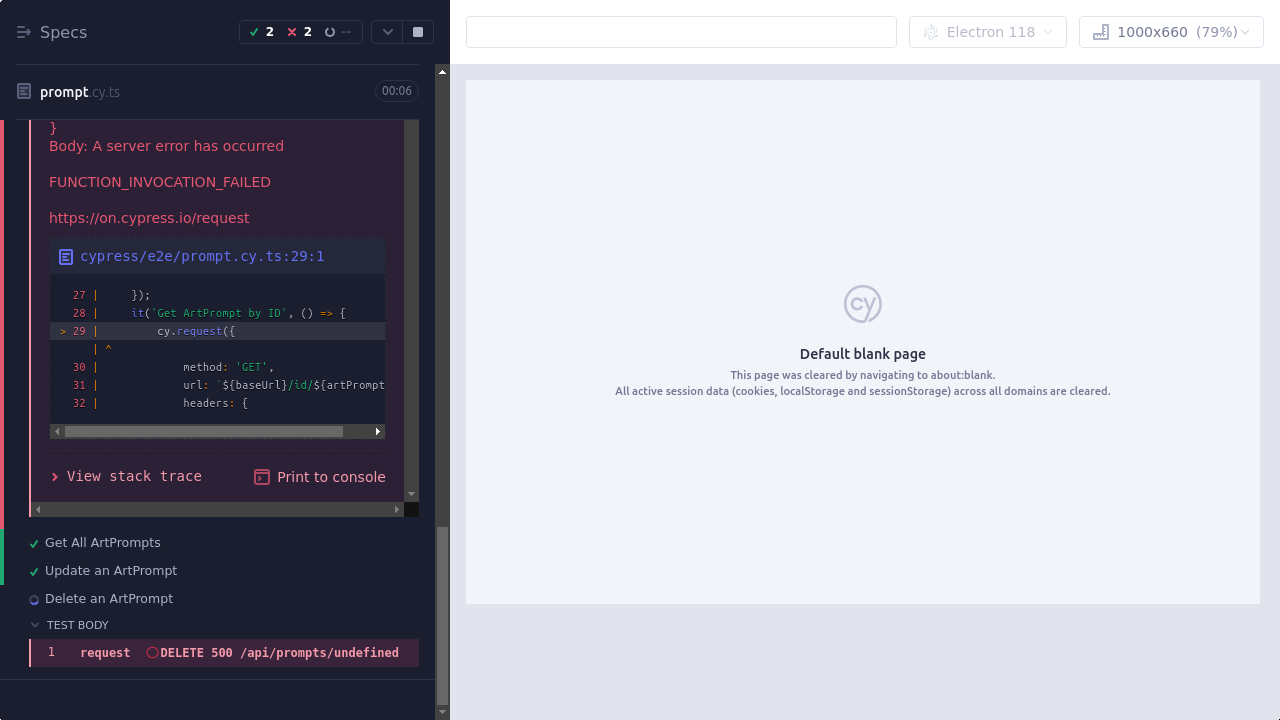 Specs
2
2
--
Electron 118
1000x660 (79%)
prompt.cy.ts
00:06
}
Body: A server error has occurred
FUNCTION_INVOCATION_FAILED
https://on.cypress.io/request
cypress/e2e/prompt.cy.ts:29:1
27 | });
28 | it('Get ArtPrompt by ID', () => {
> 29 | cy.request({
| ^
30 | method: 'GET',
31 | url: `${baseUrl}/id/${artPrompt
32 | headers: {
View stack trace
Print to console
Get All ArtPrompts
Update an ArtPrompt
Delete an ArtPrompt
TEST BODY
1 request DELETE 500 /api/prompts/undefined
cy
Default blank page
This page was cleared by navigating to about:blank.
All active session data (cookies, localStorage and sessionStorage) across all domains are cleared.